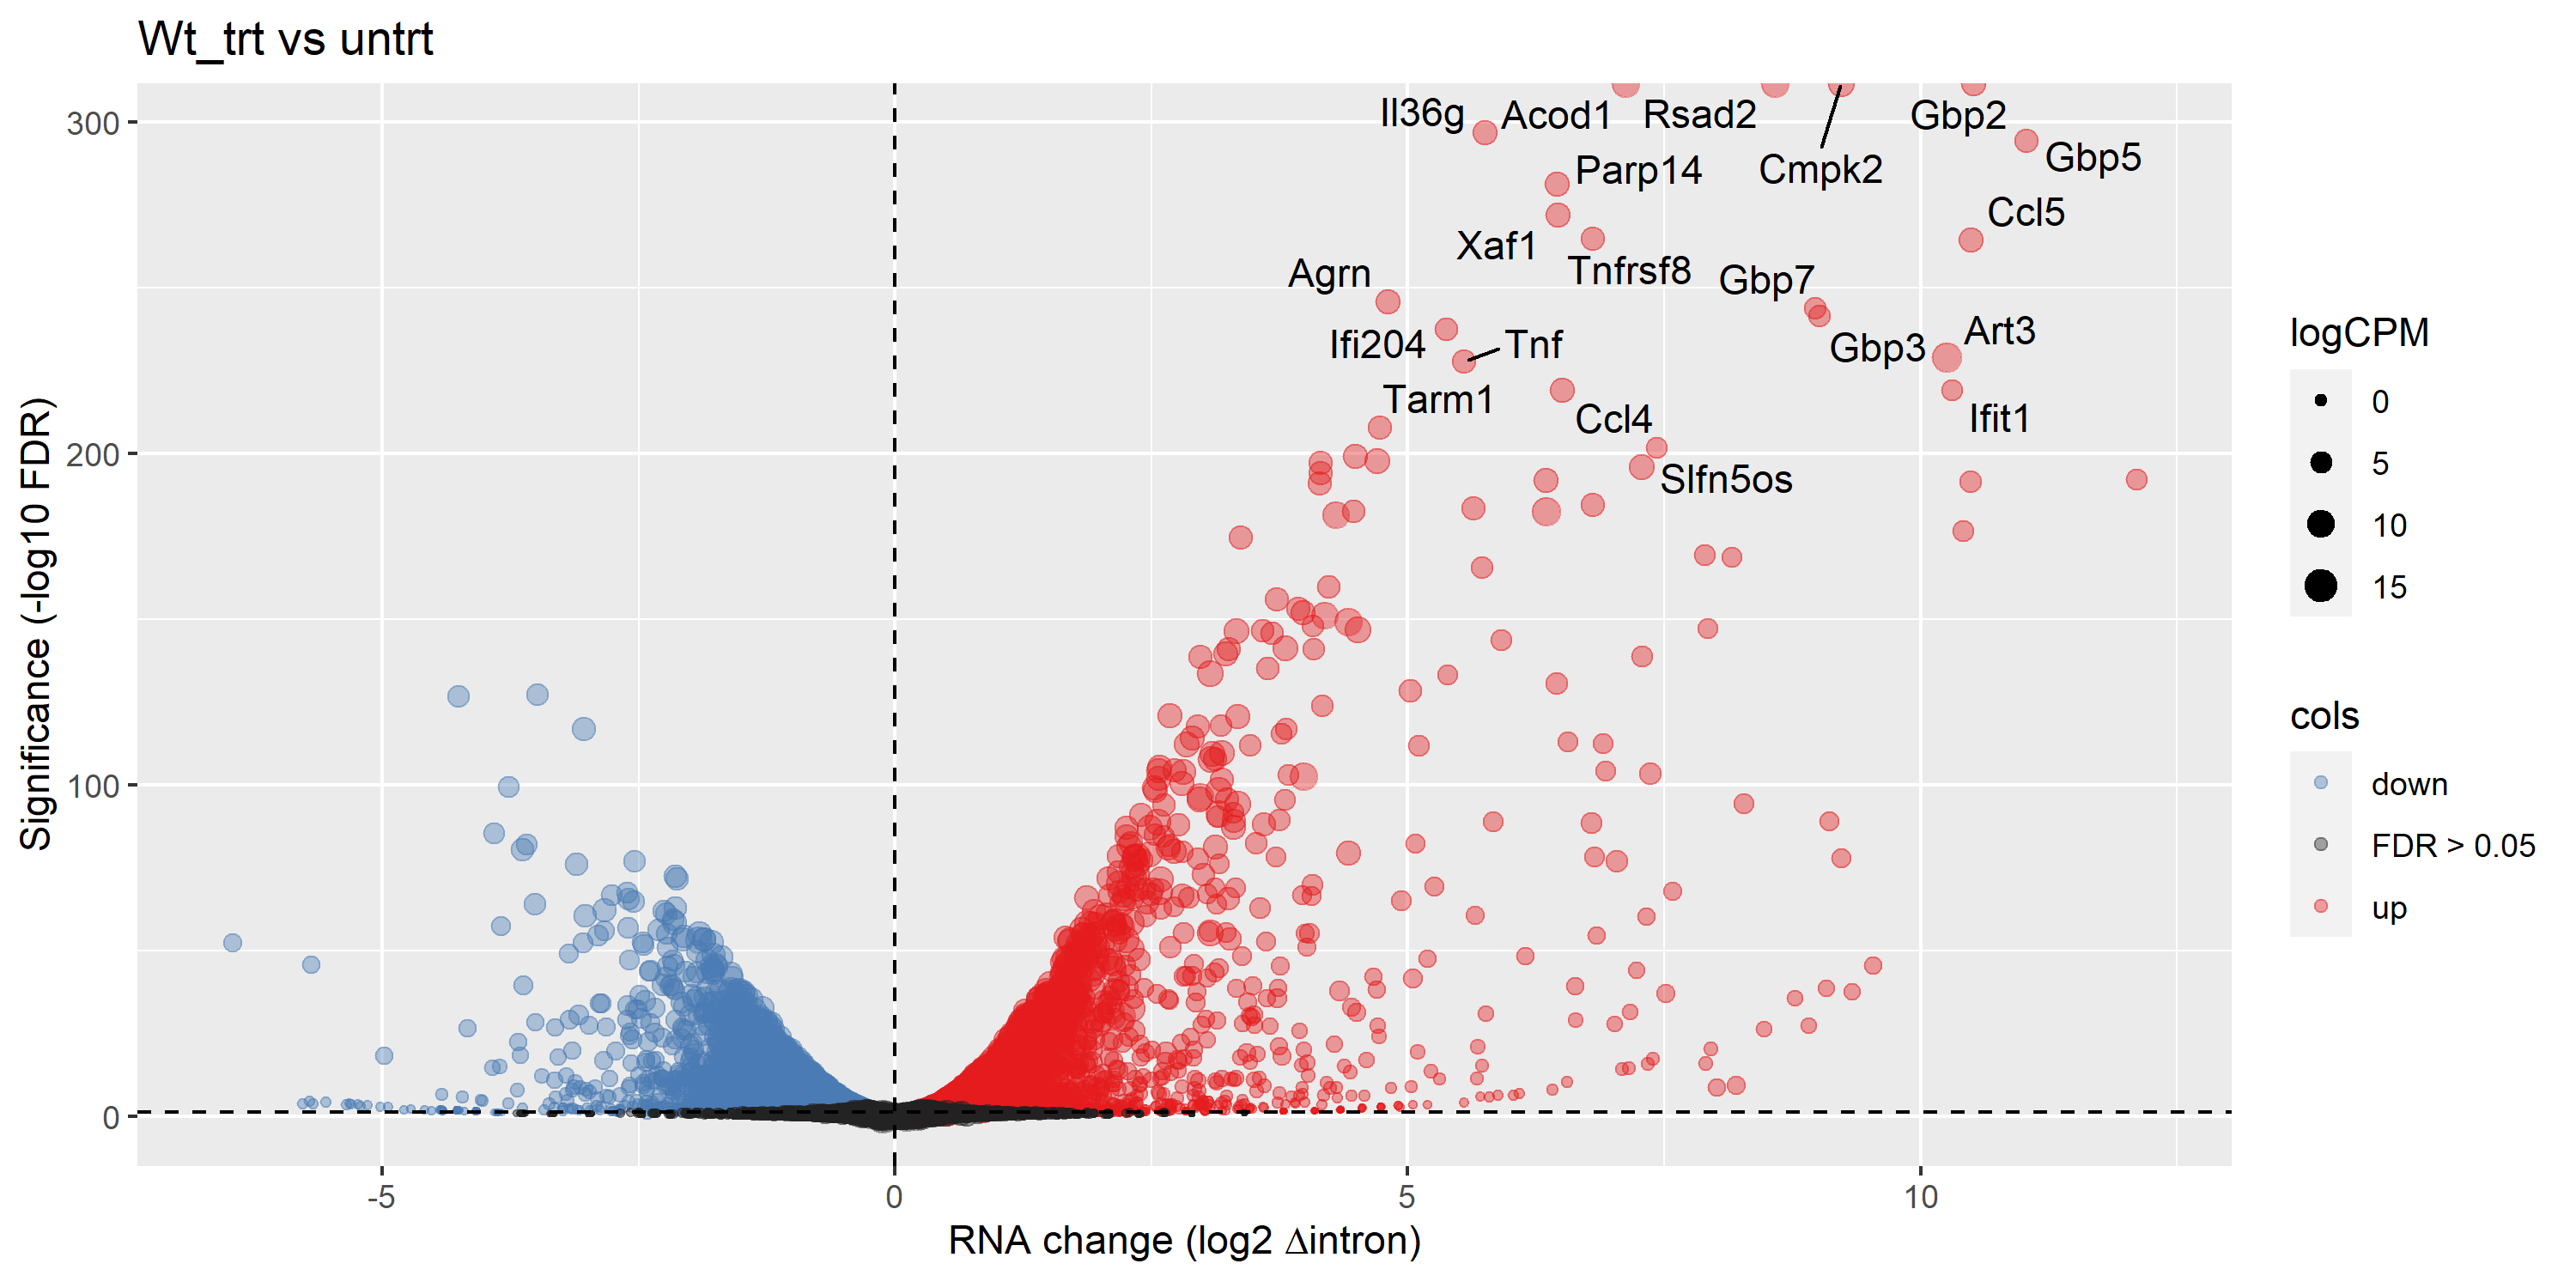 Wt_trt vs untrt
Significance (-log10 FDR)
300
200
100
0
Il36g
Acod1
Rsad2
Gbp2
Cmpk2
Gbp5
Parp14
Ccl5
Xaf1
Tnfrsf8
Agrn
Gbp7
Ifi204
Tnf
Gbp3
Art3
Tarm1
Ccl4
Ifit1
Slfn5os
-5
0
5
10
RNA change (log2 Δintron)
logCPM
0
5
10
15
cols
down
FDR > 0.05
up